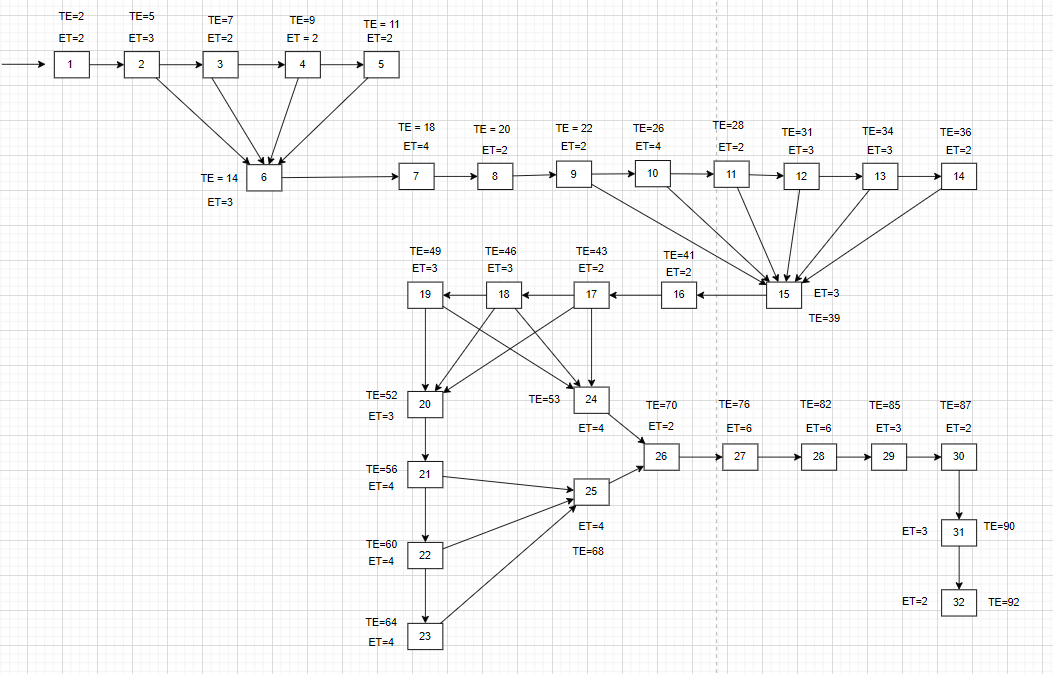 TE=2
TE=5
TE=7
TE=9
TE = 11
ET=2
ET=3
ET=2
ET = 2
ET=2
1
2
3
4
5
TE = 18
TE = 20
TE = 22
TE=26
TE=28
TE=31
TE=34
TE=36
ET=4
ET=2
ET=2
ET=4
ET=2
ET=3
ET=3
ET=2
TE = 14
6
7
8
9
10
11
12
13
14
ET=3
TE=49
TE=46
TE=43
TE=41
ET=3
ET=3
ET=2
ET=2
19
18
17
16
15
ET=3
TE=39
TE=52
ET=3
20
TE=53
24
ET=4
TE=70
TE=76
TE=82
TE=85
TE=87
ET=2
ET=6
ET=6
ET=3
ET=2
26
27
28
29
30
TE=56
ET=4
21
25
ET=4
TE=68
ET=3
31
TE=90
TE=60
ET=4
22
ET=2
32
TE=92
TE=64
ET=4
23